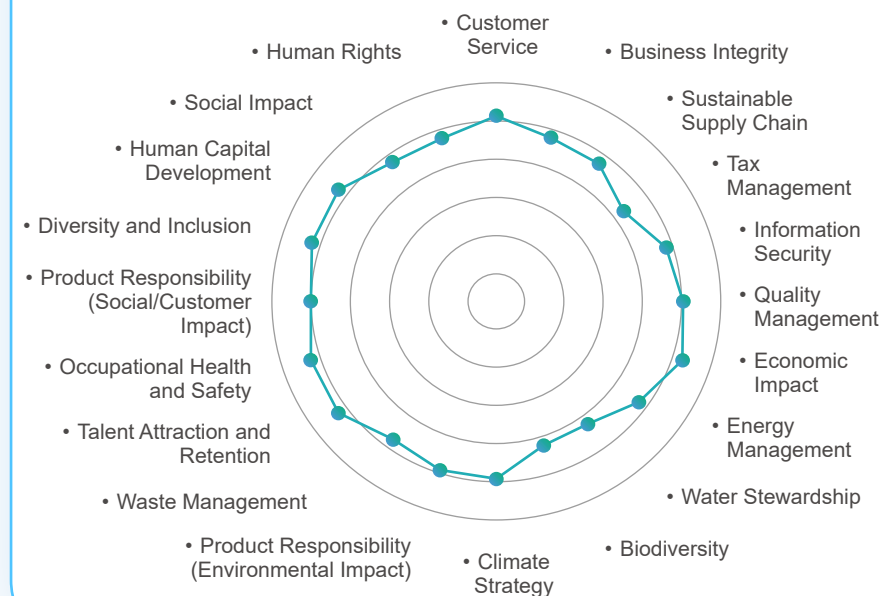 • Customer
Service
• Business Integrity
• Sustainable
Supply Chain
• Tax
Management
• Information
Security
• Quality
Management
• Economic
Impact
• Energy
Management
• Water Stewardship
• Biodiversity
• Climate
Strategy
• Product Responsibility
(Environmental Impact)
• Waste Management
• Talent Attraction and
Retention
• Occupational Health
and Safety
• Product Responsibility
(Social/Customer
Impact)
• Diversity and Inclusion
• Human Capital
Development
• Social Impact
• Human Rights